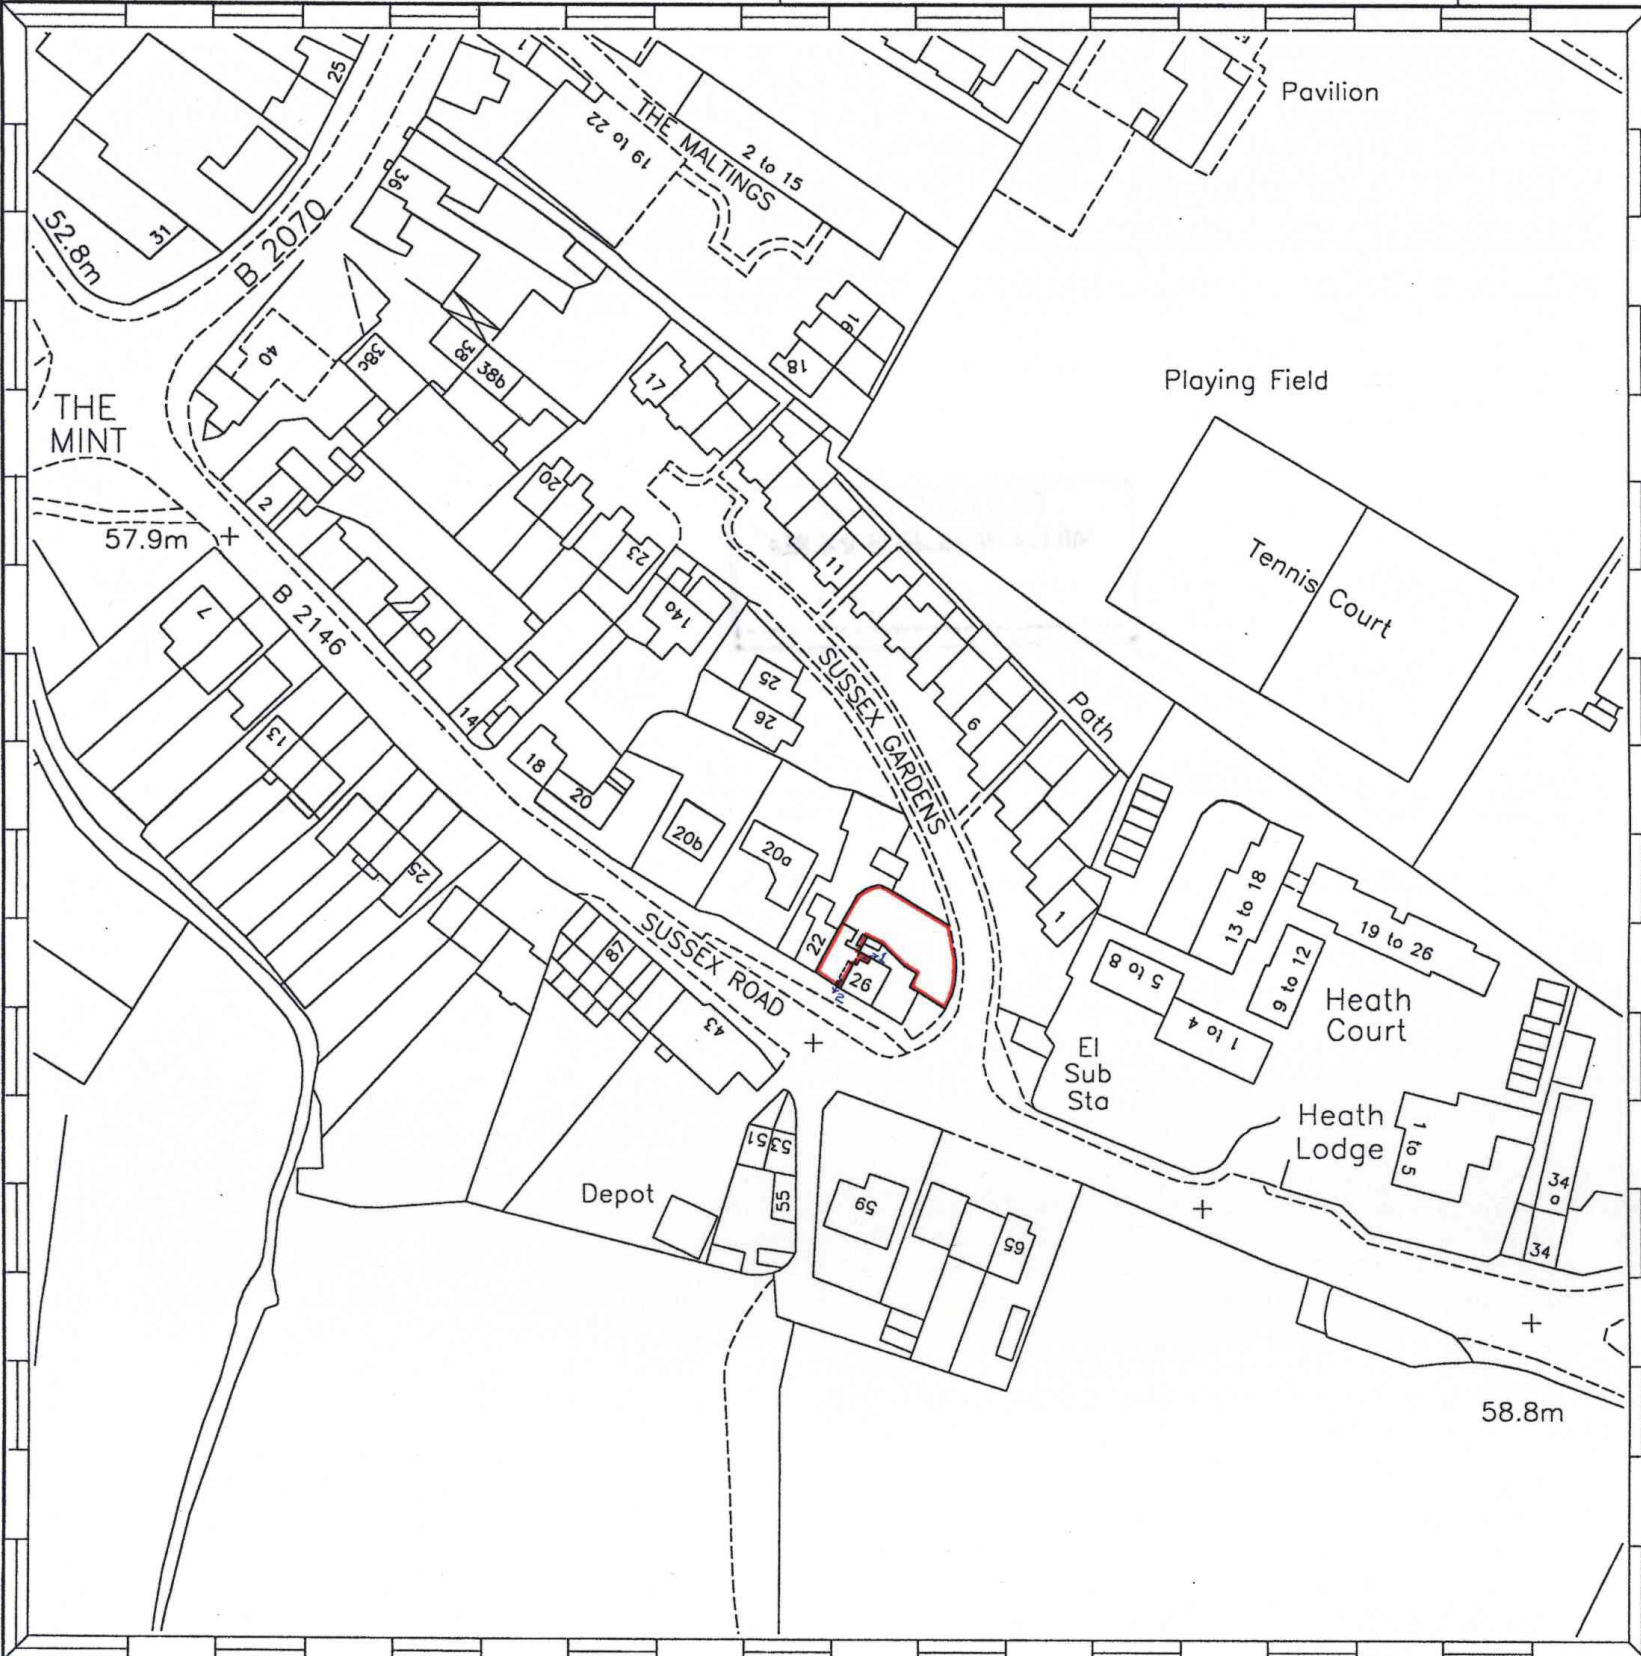 25
1
THE MALTINGS
19 to 22
2 to 15
Pavilion
36
31
52.8m
B 2070
40
38c
38
38b
17
18
16
Playing Field
THE
MINT
2
57.9m
20
23
11
Tennis Court
7
B 2146
14a
25
26
SUSSEX GARDENS
9
Path
13
14
18
20
20b
20a
25
22
26
1
13 to 18
19 to 26
5 to 8
9 to 12
1 to 4
Heath
Court
SUSSEX ROAD
43
El
Sub
Sta
Heath
Lodge
1 to 5
34
a
34
51
53
55
Depot
59
65
58.8m